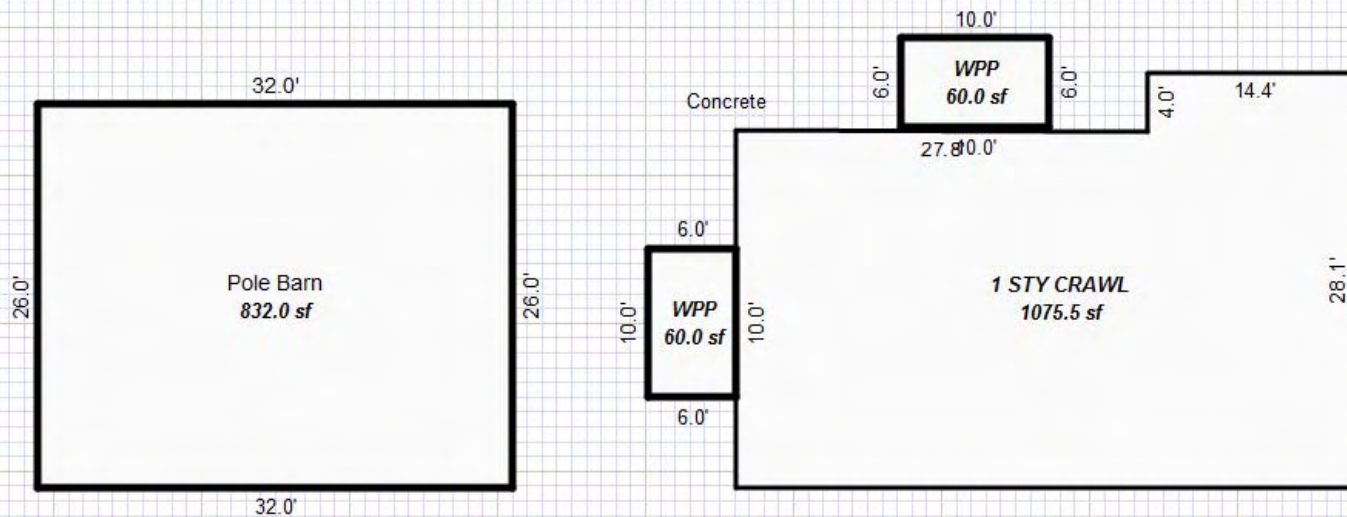 32.0'
26.0'
Pole Barn
832.0 sf
26.0'
32.0'
Concrete
10.0'
6.0'
WPP
60.0 sf
6.0'
10.0'
27.8'
4.0'
14.4'
6.0'
10.0'
WPP
60.0 sf
10.0'
6.0'
1 STY CRAWL
1075.5 sf
28.1'